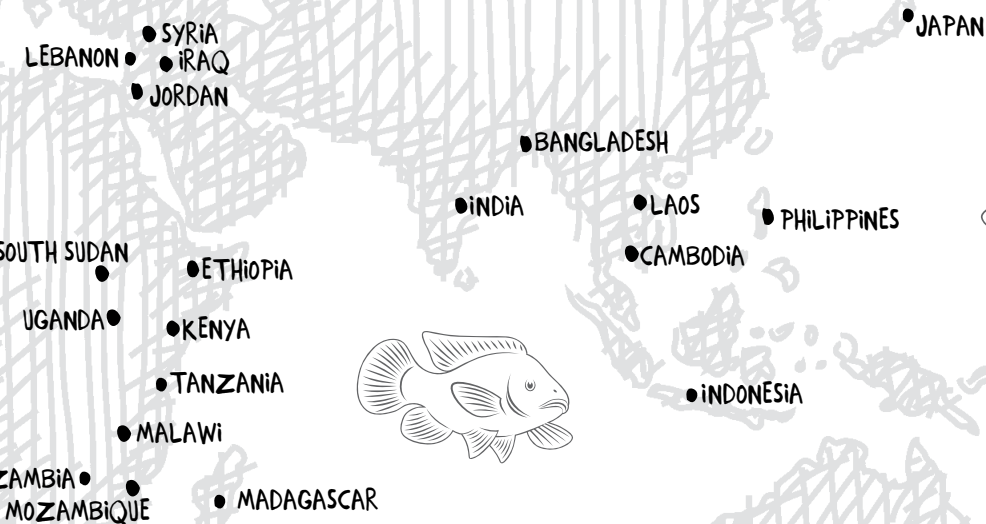 JAPAN
SYRiA
LEBANON
iRAQ
JORDAN
BANGLADESH
iNDiA
LAOS
PHiLiPPiNES
SOUTH SUDAN
CAMBODiA
ETHiOPiA
UGANDA
KENYA
TANZANiA
iNDONESiA
MALAWi
ZAMBiA
MADAGASCAR
MOZAMBiQUE